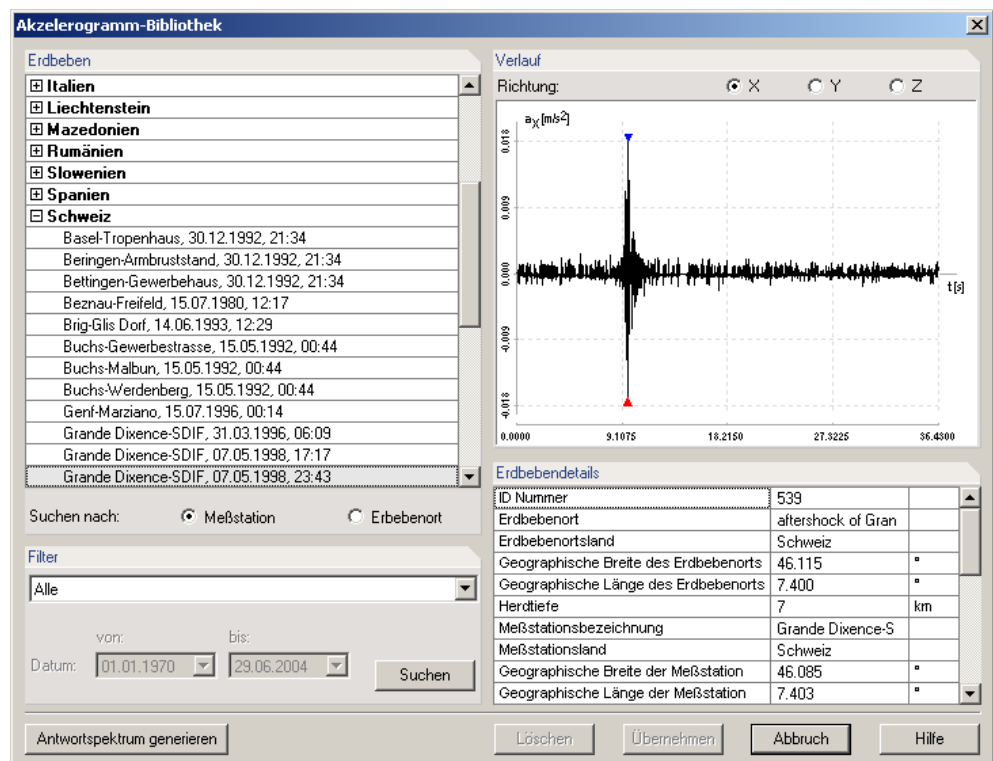 Akzelerogramm-Bibliothek
Erdbeben
Italien
Liechtenstein
Mazedonien
Rumänien
Slowenien
Spanien
Schweiz
Basel-Tropenhaus, 30.12.1992, 21:34
Beringen-Armbruststand, 30.12.1992, 21:34
Bettingen-Gewerbehaus, 30.12.1992, 21:34
Beznau-Freifeld, 15.07.1980, 12:17
Brig-Glis Dorf, 14.06.1993, 12:29
Buchs-Gewerbestrasse, 15.05.1992, 00:44
Buchs-Malbun, 15.05.1992, 00:44
Buchs-Werdenberg, 15.05.1992, 00:44
Genf-Marziano, 15.07.1996, 00:14
Grande Dixence-SDIF, 31.03.1996, 06:09
Grande Dixence-SDIF, 07.05.1998, 17:17
Grande Dixence-SDIF, 07.05.1998, 23:43
Suchen nach: Meßstation Erbebenort
Filter
Alle
von: bis:
Datum: 01.01.1970 29.06.2004 Suchen
Verlauf
Richtung: X Y Z
aX[m/s2]
0.018
0.009
0.000
-0.009
-0.018
t[s]
0.0000 9.1075 18.2150 27.3225 36.4300
Erdbebendetails
ID Nummer 539
Erdbebenort aftershock of Gran
Erdbebenortsland Schweiz
Geographische Breite des Erdbebenorts 46.115 °
Geographische Länge des Erdbebenorts 7.400 °
Herdtiefe 7 km
Meßstationsbezeichnung Grande Dixence-S
Meßstationsland Schweiz
Geographische Breite der Meßstation 46.085 °
Geographische Länge der Meßstation 7.403 °
Antwortspektrum generieren Löschen Übernehmen Abbruch Hilfe